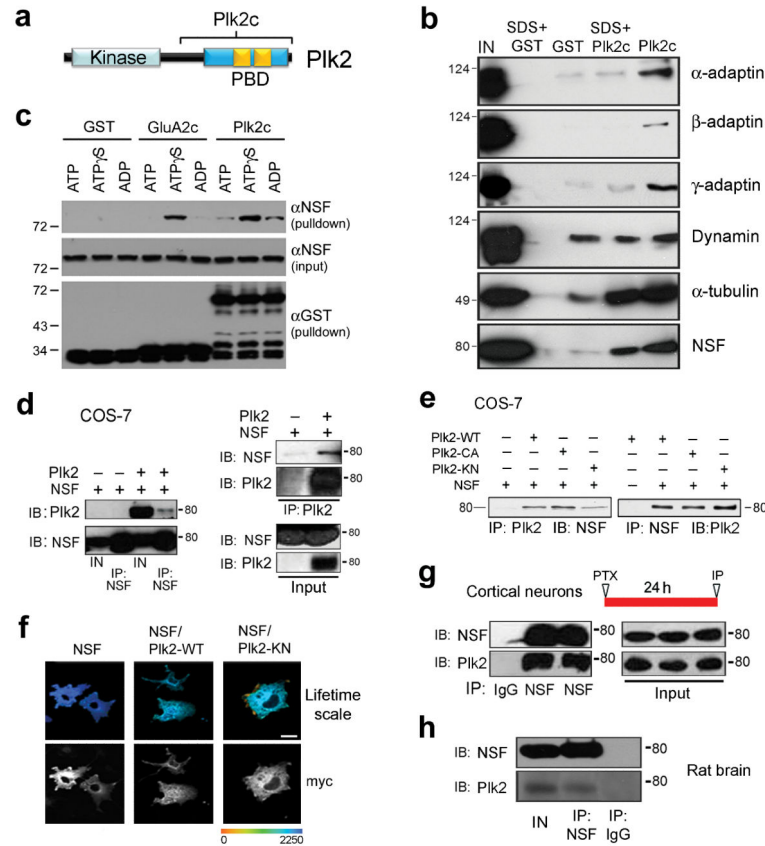 a
Plk2c
Kinase
PBD
Plk2
b
IN
SDS+
GST
GST
SDS+
Plk2c
Plk2c
124
α-adaptin
124
β-adaptin
124
γ-adaptin
124
Dynamin
49
α-tubulin
80
NSF
c
GST GluA2c Plk2c
ATP ATPγS ADP ATP ATPγS ADP ATP ATPγS ADP
72
αNSF
(pulldown)
72
αNSF
(input)
72
43
34
αGST
(pulldown)
d
COS-7
Plk2 – – + +
NSF + + + +
IB: Plk2 -80
IB: NSF -80
IN IP: NSF IN IP: NSF
Plk2 – +
NSF + +
IB: NSF -80
IB: Plk2 -80
IP: Plk2
IB: NSF -80
IB: Plk2 -80
Input
e
COS-7
Plk2-WT – + – – + + – –
Plk2-CA – – + – – – + –
Plk2-KN – – – + – – – +
NSF + + + + – + + +
80— —80
IP: Plk2 IB: NSF IP: NSF IB:Plk2
f
NSF
NSF/
Plk2-WT
NSF/
Plk2-KN
Lifetime
scale
myc
0 2250
g
Cortical neurons
PTX 24 h IP
IB: NSF -80 -80
IB: Plk2 -80 -80
IP: IgG NSF NSF Input
h
IB: NSF -80
IB: Plk2 -80
Rat brain
IN IP: NSF IP: IgG